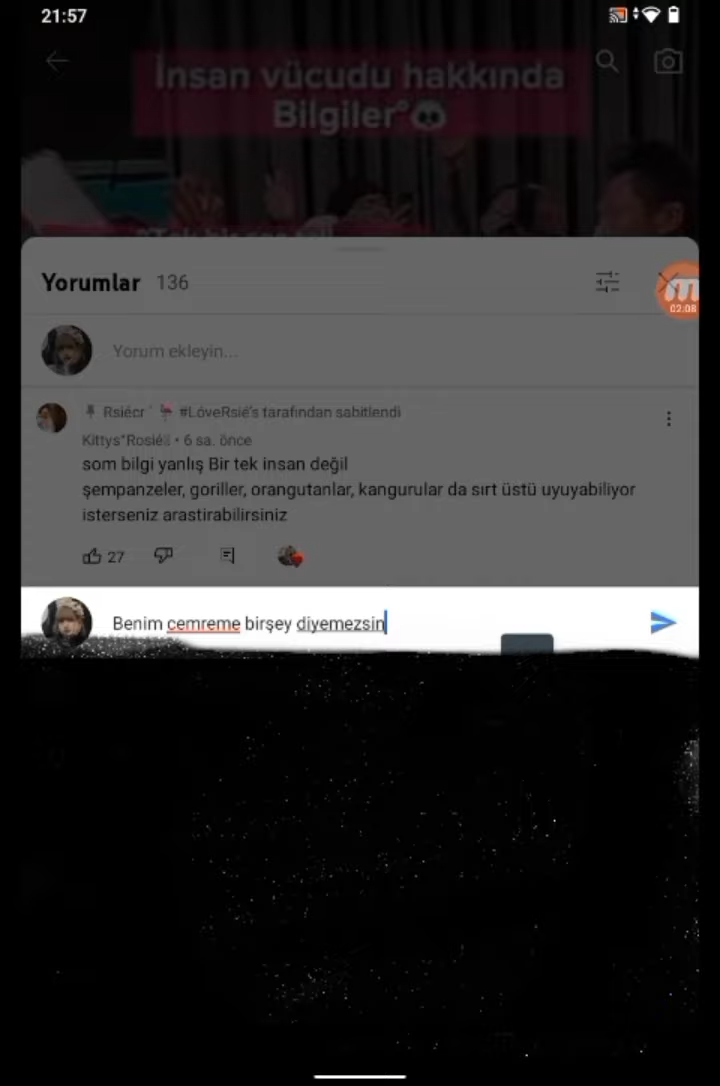 21:57
İnsan vücudu hakkında
Bilgiler°
Yorumlar 136
02:08
Yorum ekleyin...
Rsiécr ' #LóveRsié's tarafından sabitlendi
Kittys"Rosié • 6 sa. önce
som bilgi yanlış Bir tek insan değil
şempanzeler, goriller, orangutanlar, kangurular da sırt üstü uyuyabiliyor
isterseniz arastirabilirsiniz
27
Benim cemreme birşey diyemezsin